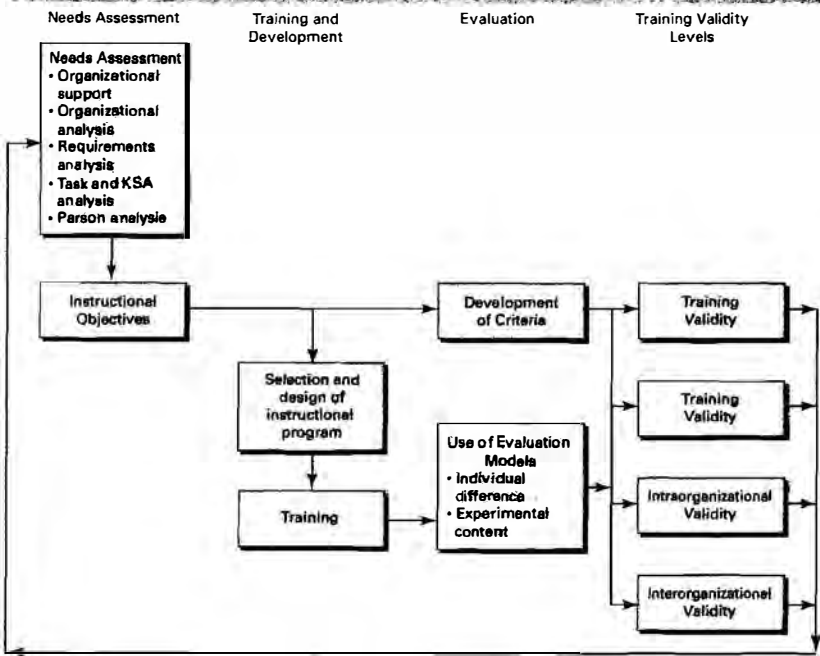 Needs Assessment
Training and
Development
Evaluation
Training Validity
Levels
Needs Assessment
• Organizational
support
• Organizational
analysis
• Requirements
analysis
• Task and KSA
analysis
• Parson analysie
Instructional
Objectives
Selection and
design of
instructional
program
Training
Development
of Criteria
Use of Evaluation
Models
• Individual
difference
• Experimental
content
Training
Validity
Training
Validity
Intraorganizational
Validity
Interorganizational
Validity